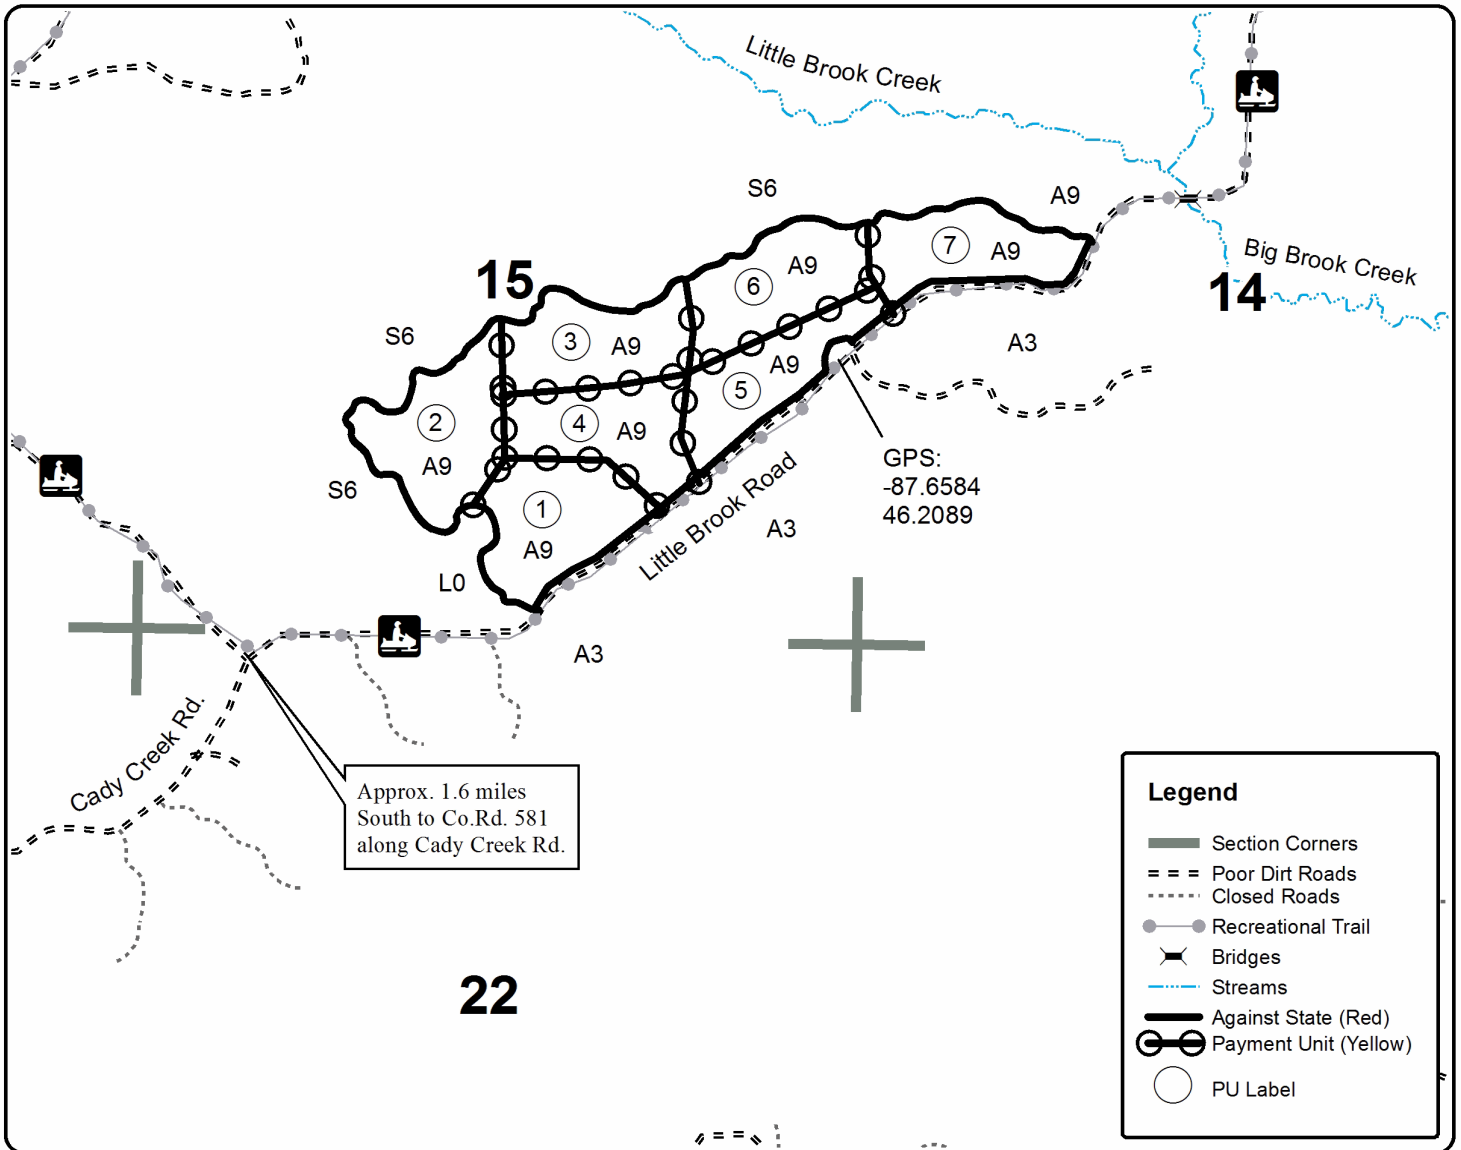 Little Brook Creek
S6
A9
7
A9
Big Brook Creek
6
A9
15
14
S6
3
A9
A3
A9
5
2
4
A9
A9
GPS:
-87.6584
46.2089
S6
1
A9
Little Brook Road
A3
L0
A3
Cady Creek Rd.
Approx. 1.6 miles
South to Co.Rd. 581
along Cady Creek Rd.
22
Legend
Section Corners
Poor Dirt Roads
Closed Roads
Recreational Trail
Bridges
Streams
Against State (Red)
Payment Unit (Yellow)
PU Label